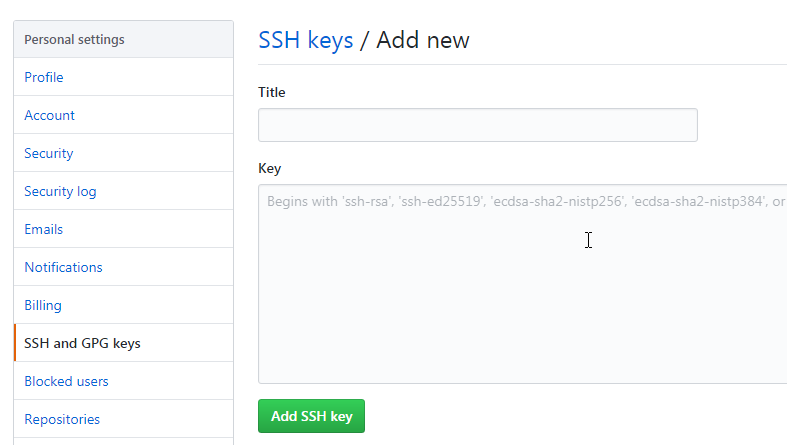 Personal settings
Profile
Account
Security
Security log
Emails
Notifications
Billing
SSH and GPG keys
Blocked users
Repositories
SSH keys / Add new
Title
Key
Begins with 'ssh-rsa', 'ssh-ed25519', 'ecdsa-sha2-nistp256', 'ecdsa-sha2-nistp384', or
Add SSH key